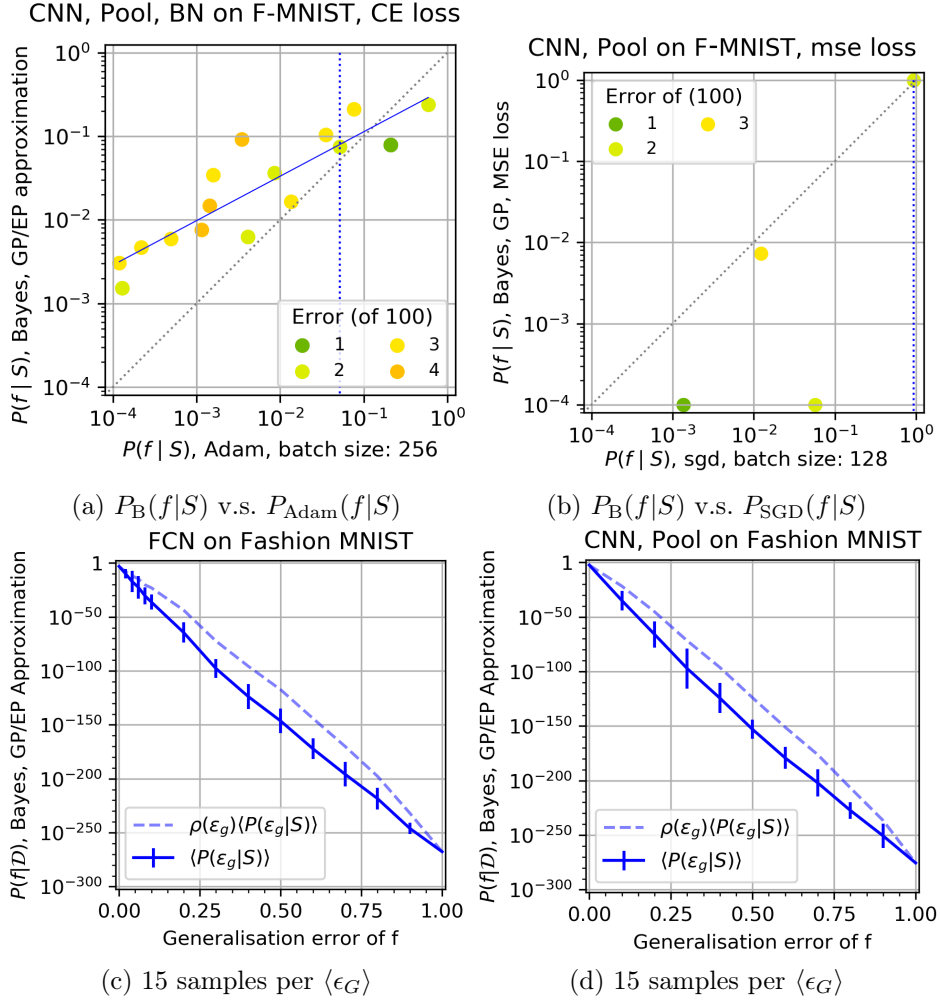 CNN, Pool, BN on F-MNIST, CE loss
P(f | S), Bayes, GP/EP approximation
10⁰
10⁻¹
10⁻²
10⁻³
10⁻⁴
Error (of 100)
1
3
2
4
10⁻⁴ 10⁻³ 10⁻² 10⁻¹ 10⁰
P(f | S), Adam, batch size: 256
(a) P_B(f|S) v.s. P_Adam(f|S)
CNN, Pool on F-MNIST, mse loss
P(f | S), Bayes, GP, MSE loss
10⁰
10⁻¹
10⁻²
10⁻³
10⁻⁴
Error of (100)
1
3
2
10⁻⁴ 10⁻³ 10⁻² 10⁻¹ 10⁰
P(f | S), sgd, batch size: 128
(b) P_B(f|S) v.s. P_SGD(f|S)
FCN on Fashion MNIST
P(f|D), Bayes, GP/EP Approximation
1
10⁻⁵⁰
10⁻¹⁰⁰
10⁻¹⁵⁰
10⁻²⁰⁰
10⁻²⁵⁰
10⁻³⁰⁰
ρ(ε_g)⟨P(ε_g|S)⟩
⟨P(ε_g|S)⟩
0.00 0.25 0.50 0.75 1.00
Generalisation error of f
(c) 15 samples per ⟨ϵ_G⟩
CNN, Pool on Fashion MNIST
P(f|D), Bayes, GP/EP Approximation
1
10⁻⁵⁰
10⁻¹⁰⁰
10⁻¹⁵⁰
10⁻²⁰⁰
10⁻²⁵⁰
10⁻³⁰⁰
ρ(ε_g)⟨P(ε_g|S)⟩
⟨P(ε_g|S)⟩
0.00 0.25 0.50 0.75 1.00
Generalisation error of f
(d) 15 samples per ⟨ϵ_G⟩